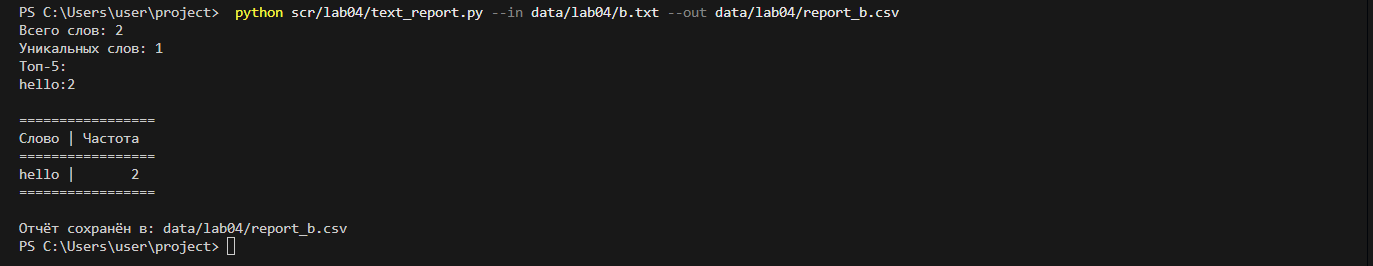 PS C:\Users\user\project>  python scr/lab04/text_report.py --in data/lab04/b.txt --out data/lab04/report_b.csv
Всего слов: 2
Уникальных слов: 1
Топ-5:
hello:2
=================
Слово | Частота
=================
hello |       2
=================
Отчёт сохранён в: data/lab04/report_b.csv
PS C:\Users\user\project>